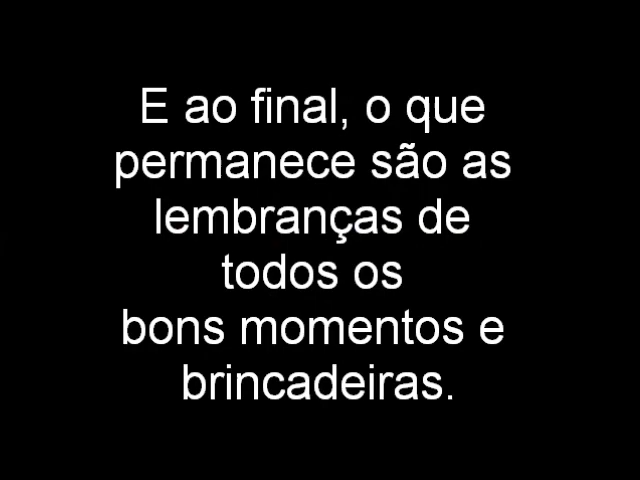 E ao final, o que
permanece são as
lembranças de
todos os
bons momentos e
brincadeiras.